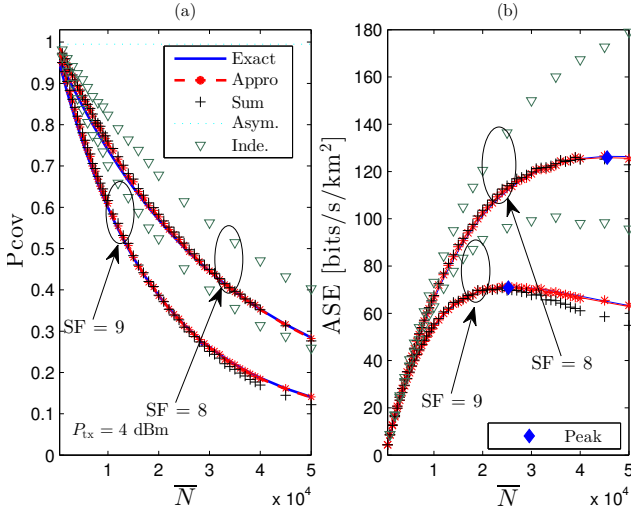 (a)
(b)
Pcov
1
0.9
0.8
0.7
0.6
0.5
0.4
0.3
0.2
0.1
0
Exact
Appro
Sum
Asym.
Inde.
SF = 9
SF = 8
P_tx = 4 dBm
1 2 3 4 5
N̅
x 10^4
ASE [bits/s/km²]
180
160
140
120
100
80
60
40
20
0
SF = 8
SF = 9
Peak
1 2 3 4 5
N̅
x 10^4